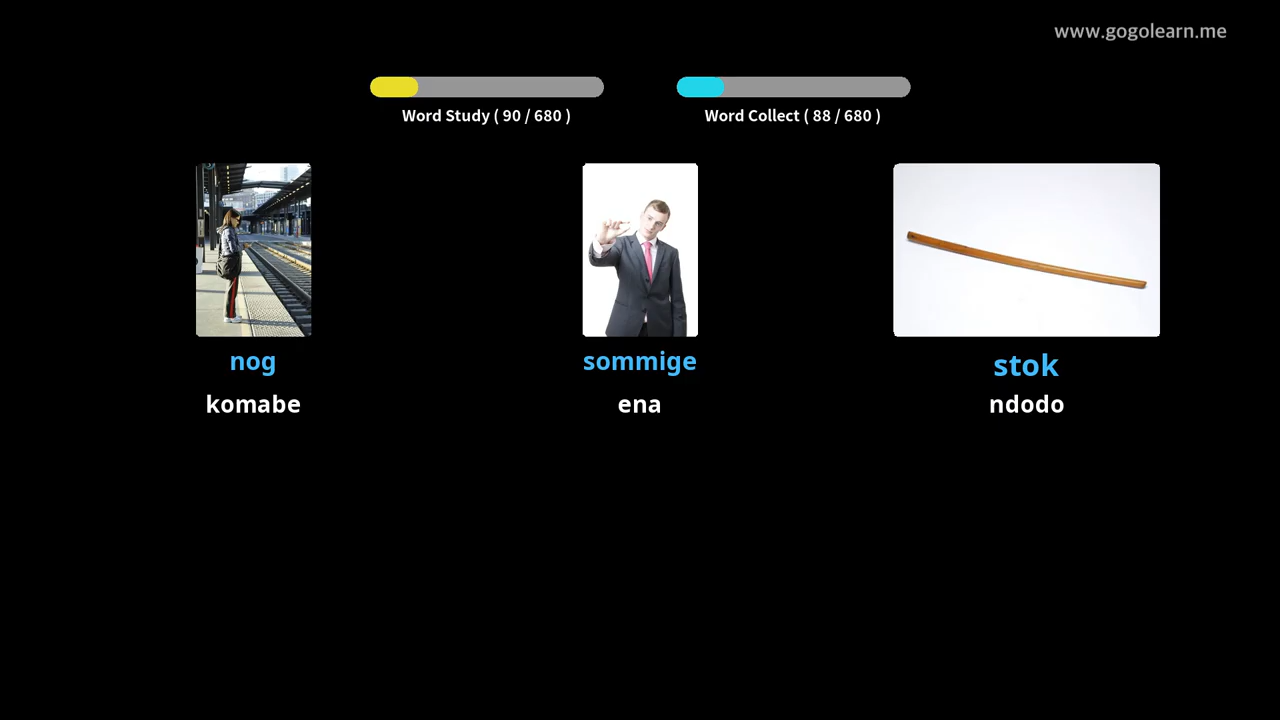 www.gogolearn.me
Word Study ( 90 / 680 )
Word Collect ( 88 / 680 )
nog
sommige
stok
komabe
ena
ndodo